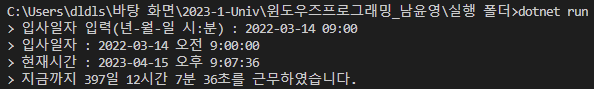 C:\Users\dldls\바탕 화면\2023-1-Univ\윈도우즈프로그래밍_남윤영\실행 폴더>dotnet run
> 입사일자 입력(년-월-일 시:분) : 2022-03-14 09:00
> 입사일자 : 2022-03-14 오전 9:00:00
> 현재시간 : 2023-04-15 오후 9:07:36
> 지금까지 397일 12시간 7분 36초를 근무하였습니다.